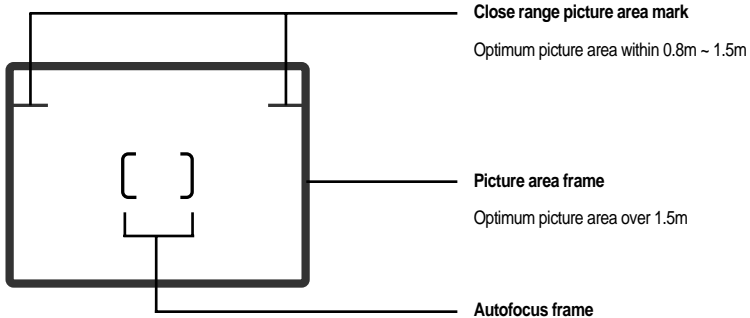 Close range picture area mark
Optimum picture area within 0.8m ~ 1.5m
Picture area frame
Optimum picture area over 1.5m
Autofocus frame